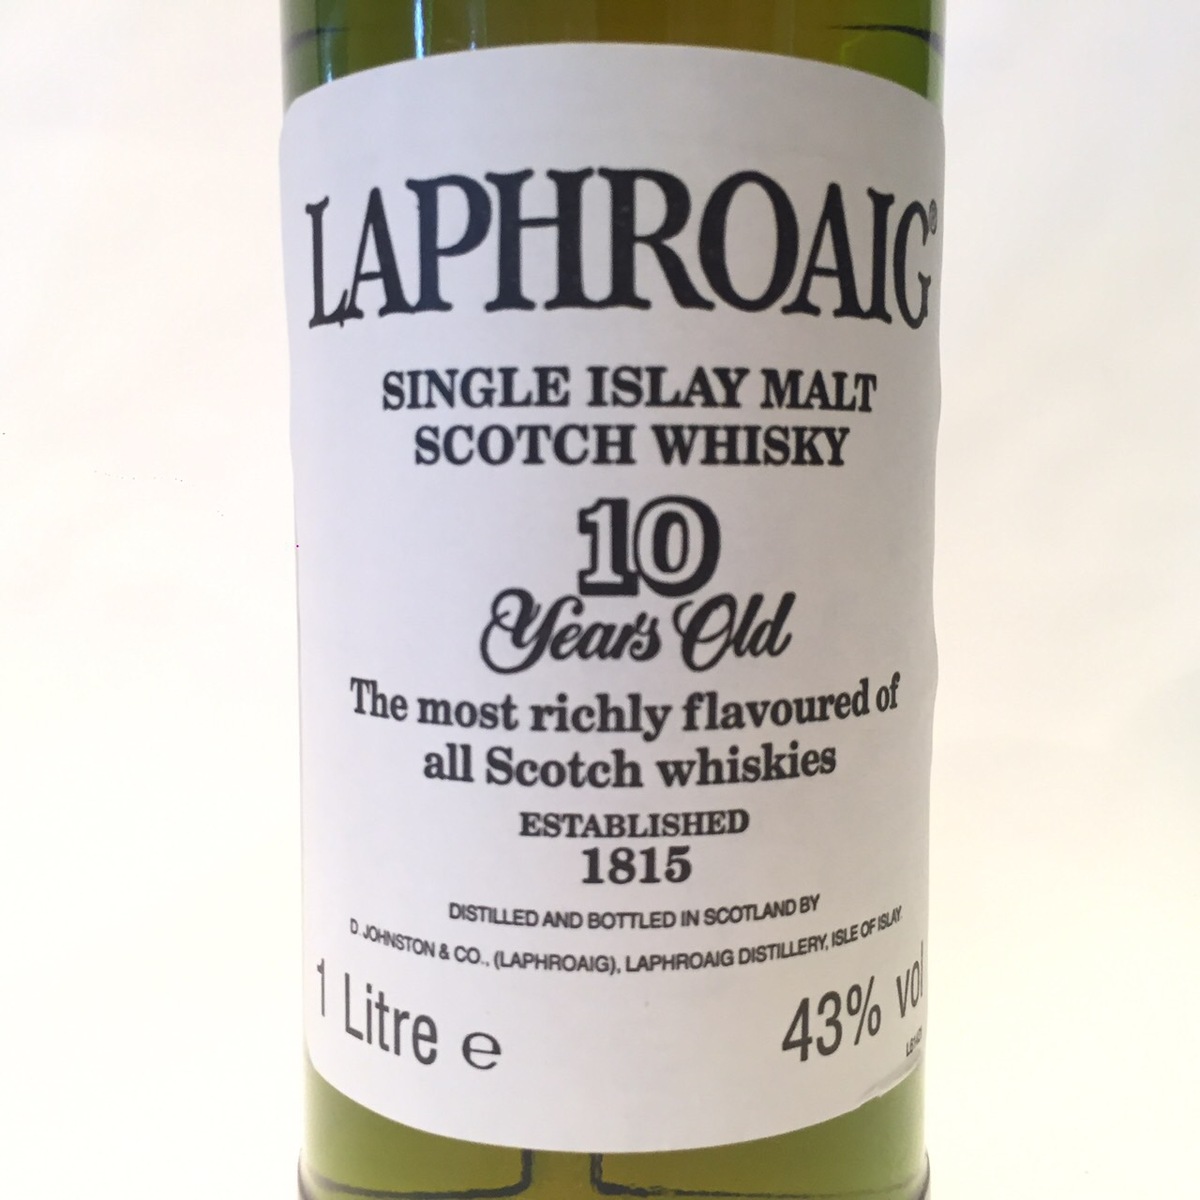 LAPHROAIG®
SINGLE ISLAY MALT
SCOTCH WHISKY
10
Years Old
The most richly flavoured of
all Scotch whiskies
ESTABLISHED
1815
DISTILLED AND BOTTLED IN SCOTLAND BY
D. JOHNSTON & CO., (LAPHROAIG), LAPHROAIG DISTILLERY, ISLE OF ISLAY.
1 Litre e
43% vol